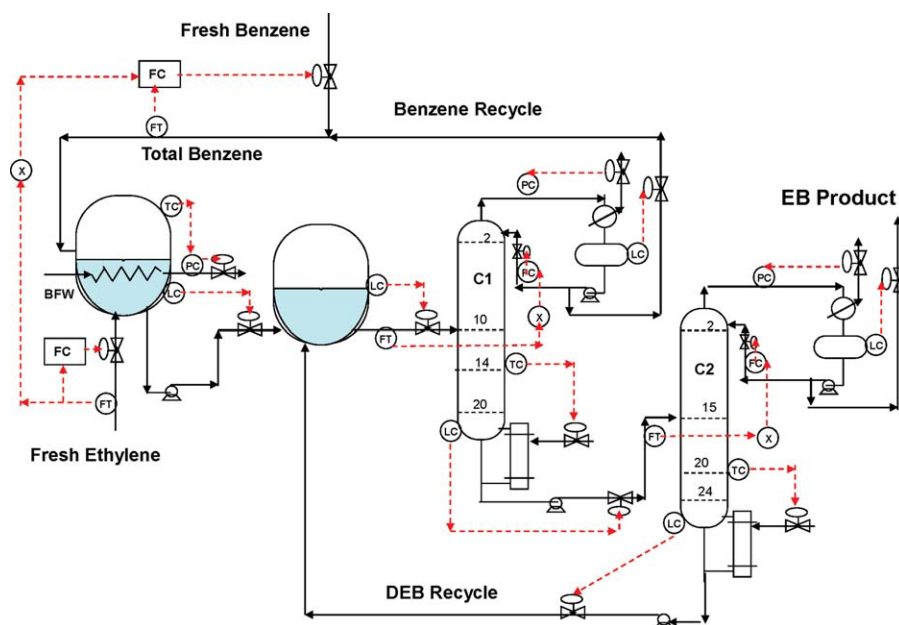 Fresh Benzene
FC
Benzene Recycle
FT
Total Benzene
X
TC
PC
BFW
LC
FC
FT
Fresh Ethylene
LC
PC
LC
2
C1
FC
X
10
FT
14
TC
20
LC
EB Product
PC
LC
2
C2
FC
15
FT
X
20
TC
24
LC
DEB Recycle